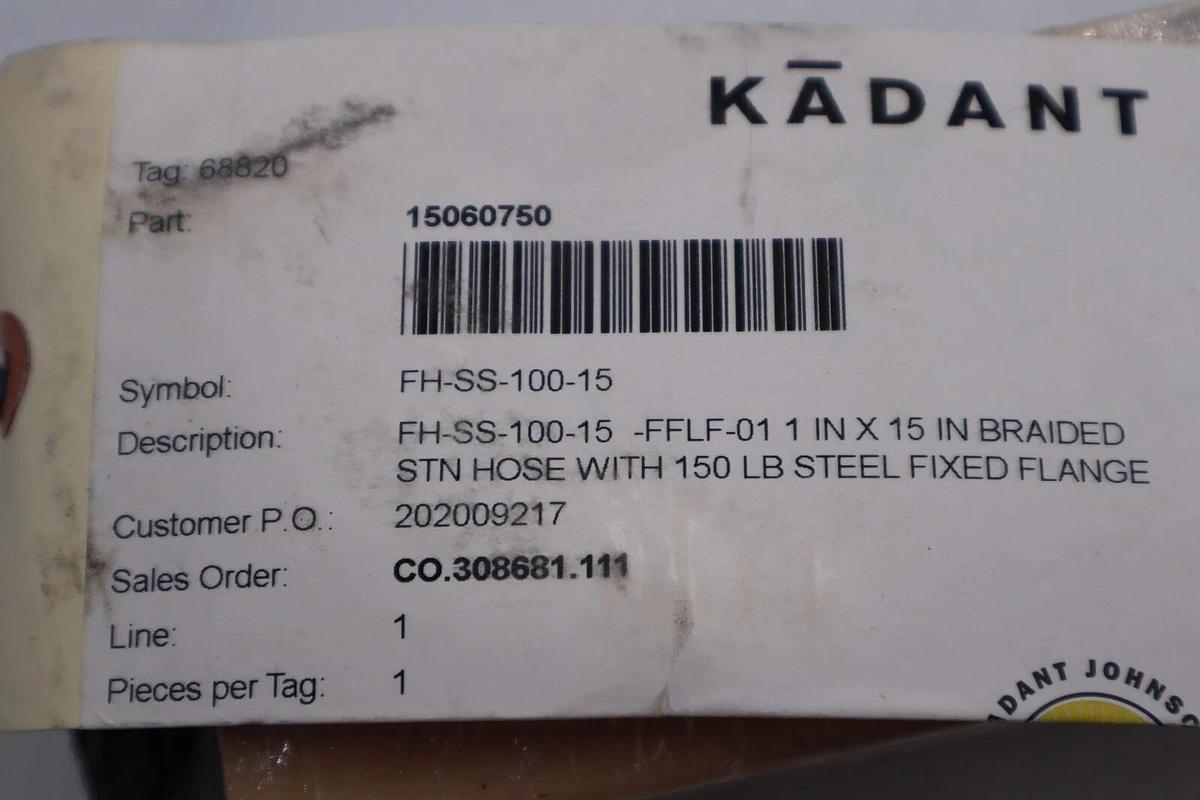 KĀDANT
Tag: 68820
Part: 15060750
Symbol: FH-SS-100-15
Description: FH-SS-100-15 -FFLF-01 1 IN X 15 IN BRAIDED
STN HOSE WITH 150 LB STEEL FIXED FLANGE
Customer P.O.: 202009217
Sales Order: CO.308681.111
Line: 1
Pieces per Tag: 1
ADANT JOHNSO